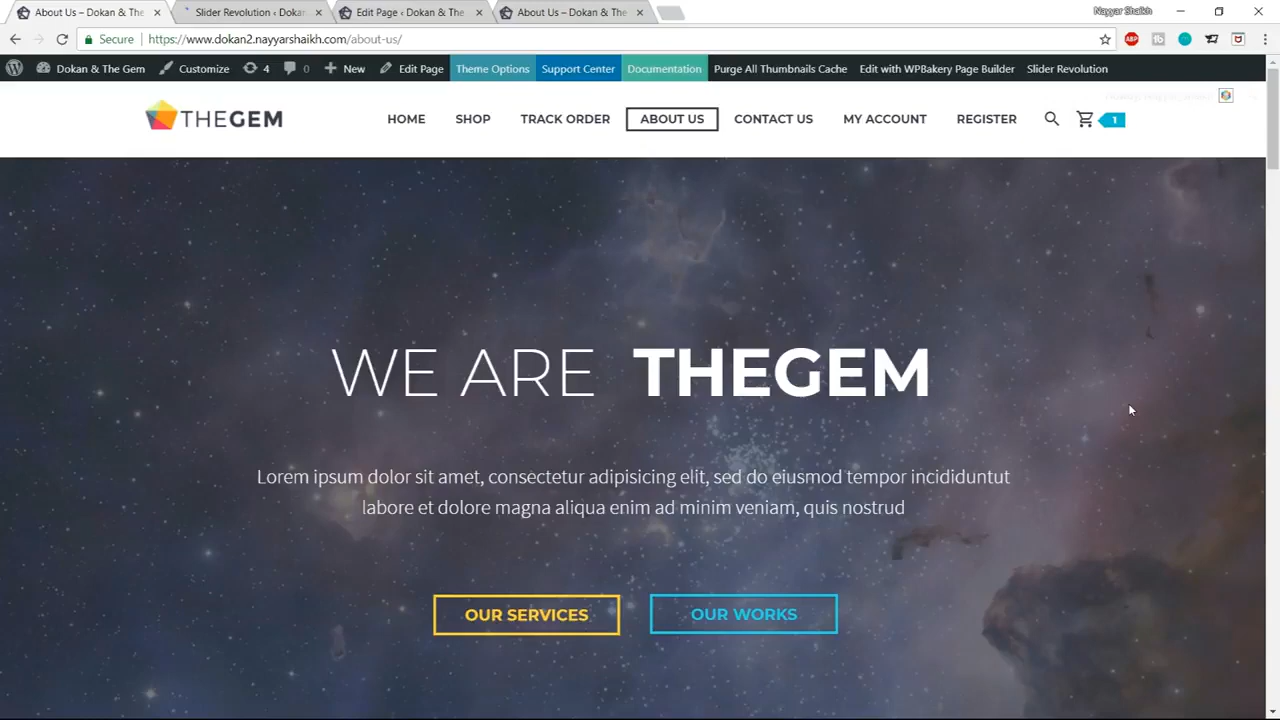 About Us – Dokan & The
Slider Revolution ‹ Dokan
Edit Page ‹ Dokan & The
About Us – Dokan & The
Nayyar Shaikh
Secure
https://www.dokan2.nayyarshaikh.com/about-us/
ABP
Dokan & The Gem
Customize
4
0
New
Edit Page
Theme Options
Support Center
Documentation
Purge All Thumbnails Cache
Edit with WPBakery Page Builder
Slider Revolution
THEGEM
HOME
SHOP
TRACK ORDER
ABOUT US
CONTACT US
MY ACCOUNT
REGISTER
1
WE ARE THEGEM
Lorem ipsum dolor sit amet, consectetur adipisicing elit, sed do eiusmod tempor incididuntut
labore et dolore magna aliqua enim ad minim veniam, quis nostrud
OUR SERVICES
OUR WORKS